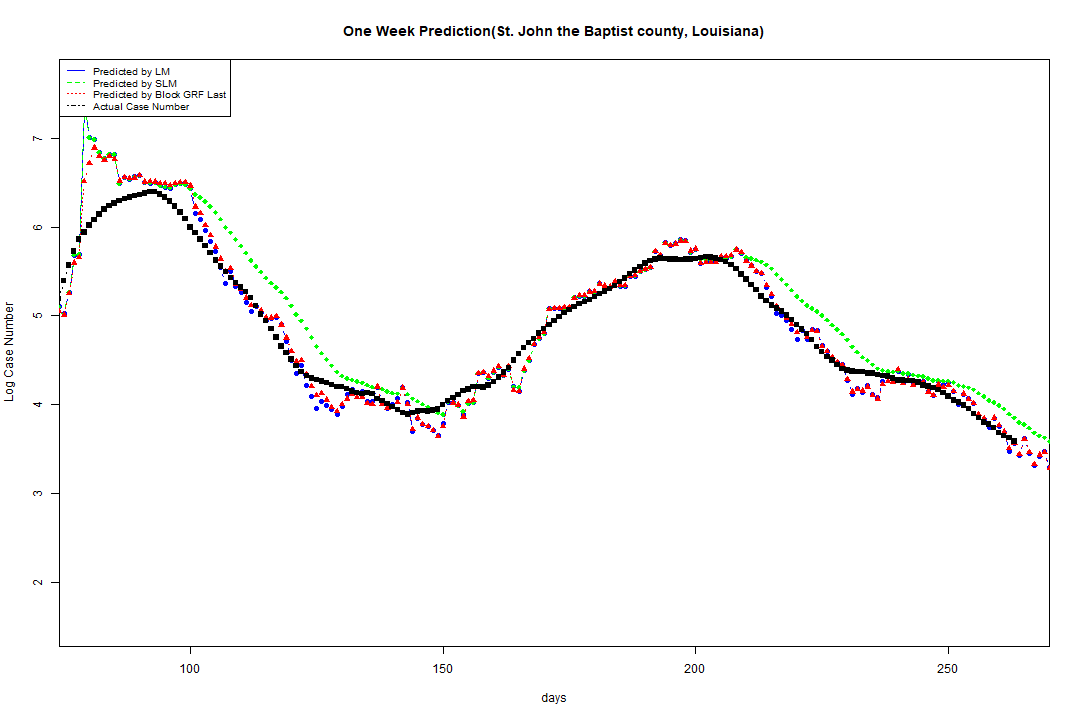 One Week Prediction(St. John the Baptist county, Louisiana)
Predicted by LM
Predicted by SLM
Predicted by Block GRF Last
Actual Case Number
7
6
5
4
3
2
Log Case Number
100 150 200 250
days